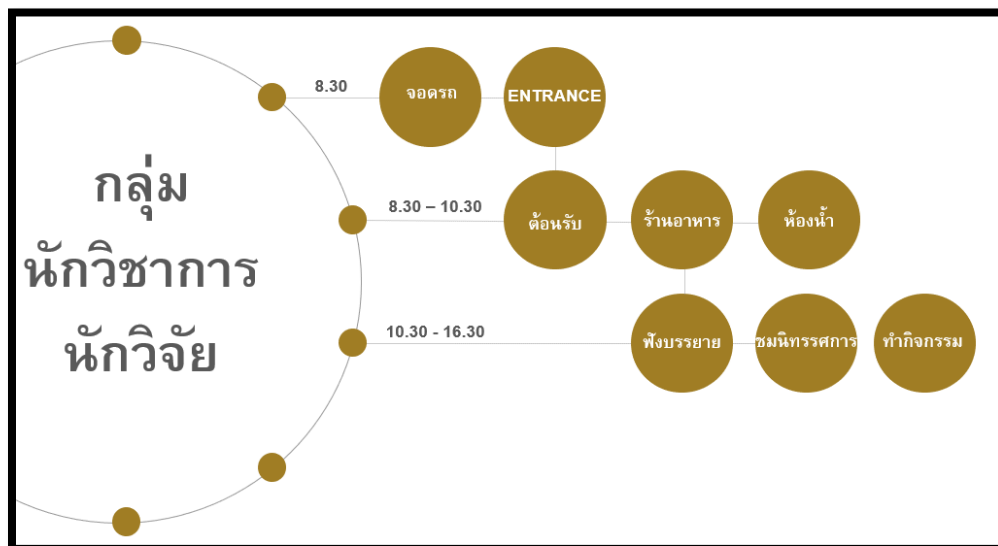 กลุ่ม
นักวิชาการ
นักวิจัย
8.30
จอดรถ
ENTRANCE
8.30 – 10.30
ต้อนรับ
ร้านอาหาร
ห้องน้ำ
10.30 - 16.30
ฟังบรรยาย
ชมนิทรรศการ
ทำกิจกรรม